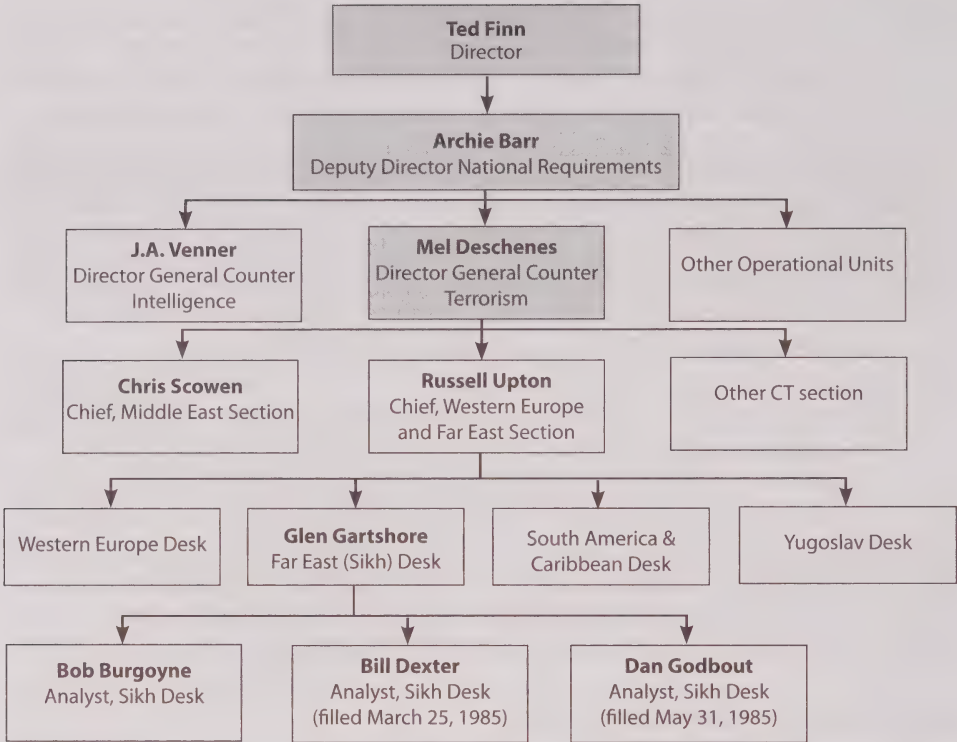 Ted Finn
Director
Archie Barr
Deputy Director National Requirements
J.A. Venner
Director General Counter
Intelligence
Mel Deschenes
Director General Counter
Terrorism
Other Operational Units
Chris Scowen
Chief, Middle East Section
Russell Upton
Chief, Western Europe
and Far East Section
Other CT section
Western Europe Desk
Glen Gartshore
Far East (Sikh) Desk
South America &
Caribbean Desk
Yugoslav Desk
Bob Burgoyne
Analyst, Sikh Desk
Bill Dexter
Analyst, Sikh Desk
(filled March 25, 1985)
Dan Godbout
Analyst, Sikh Desk
(filled May 31, 1985)